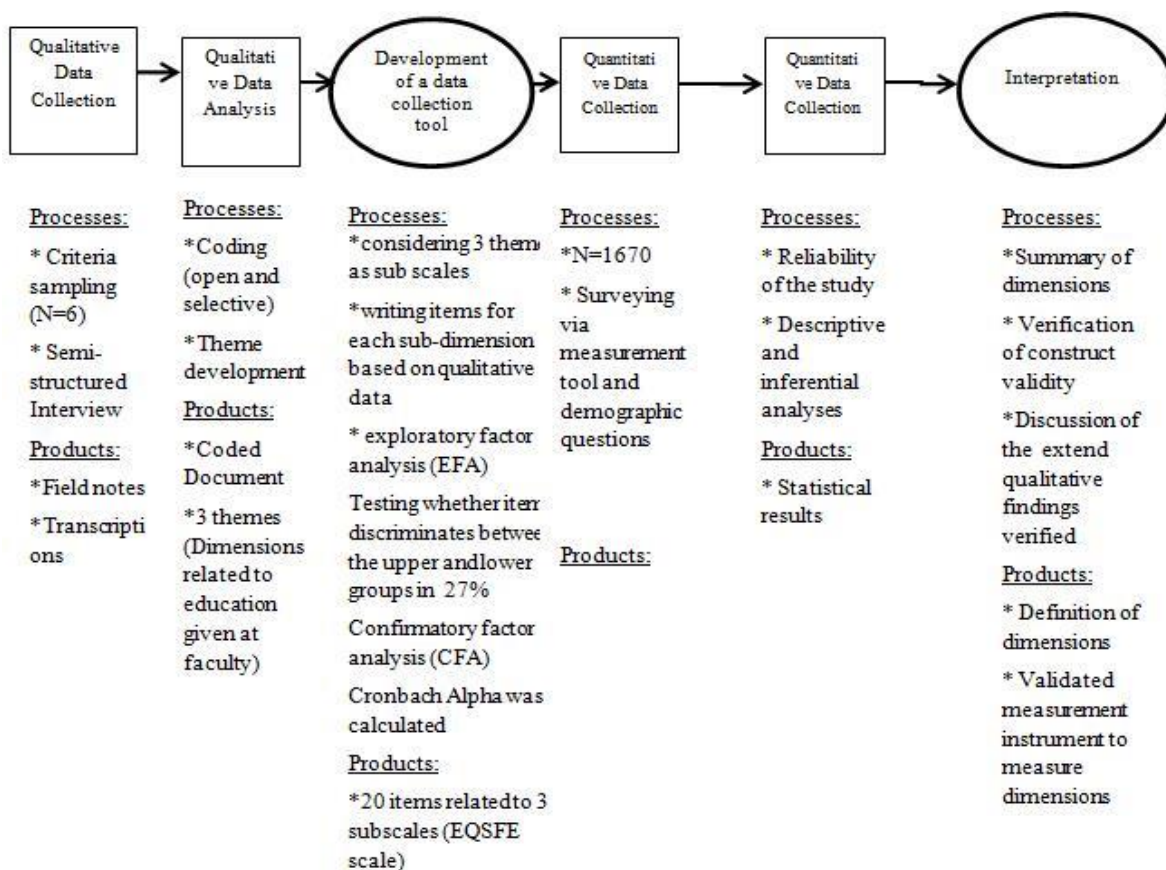 Qualitative
Data
Collection
Qualitati
ve Data
Analysis
Development
of a data
collection
tool
Quantitati
ve Data
Collection
Quantitati
ve Data
Collection
Interpretation
Processes:
* Criteria
sampling
(N=6)
* Semi-
structured
Interview
Products:
*Field notes
*Transcripti
ons
Processes:
*Coding
(open and
selective)
*Theme
development
Products:
*Coded
Document
*3 themes
(Dimensions
related to
education
given at
faculty)
Processes:
*considering 3 them
as sub scales
*writing items for
each sub-dimension
based on qualitative
data
* exploratory factor
analysis (EFA)
Testing whether item
discriminates betwee
the upper and lower
groups in 27%
Confirmatory factor
analysis (CFA)
Cronbach Alpha was
calculated
Products:
*20 items related to 3
subscales (EQSFE
scale)
Processes:
*N=1670
* Surveying
via
measurement
tool and
demographic
questions
Products:
Processes:
* Reliability
of the study
* Descriptive
and
inferential
analyses
Products:
* Statistical
results
Processes:
*Summary of
dimensions
* Verification
of construct
validity
*Discussion of
the extend
qualitative
findings
verified
Products:
* Definition of
dimensions
* Validated
measurement
instrument to
measure
dimensions